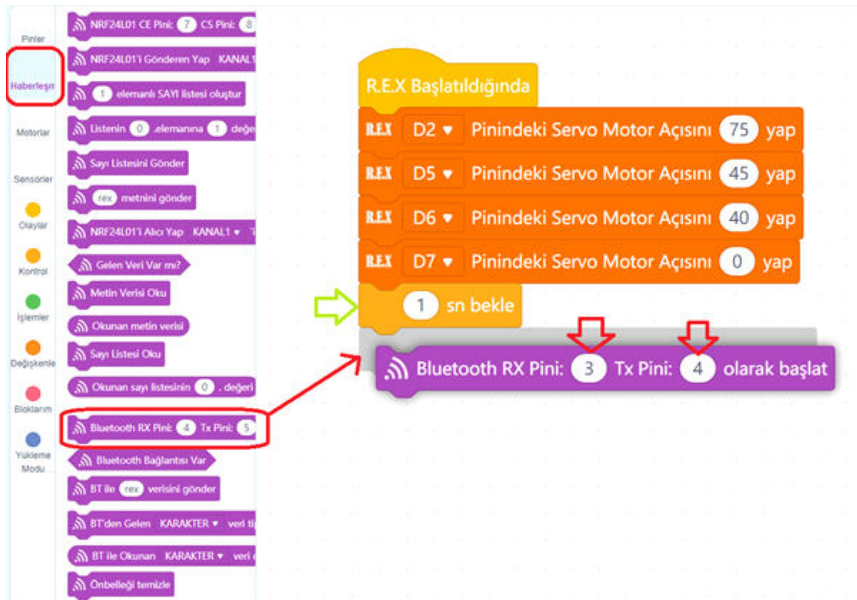 Pinler
Haberleşm
Motorlar
Sensörler
Olaylar
Kontrol
İşlemler
Değişkenle
Bloklarım
Yükleme
Modu
NRF24L01 CE Pini: 7 CS Pini: 8
NRF24L01'i Gönderen Yap KANAL1
1 elemanlı SAYI listesi oluştur
Listenin 0 .elemanına 1 değe
Sayı Listesini Gönder
rex metnini gönder
NRF24L01'i Alıcı Yap KANAL1
Gelen Veri Var mı?
Metin Verisi Oku
Okunan metin verisi
Sayı Listesi Oku
Okunan sayı listesinin 0 . değeri
Bluetooth RX Pini: 4 Tx Pini: 5
Bluetooth Bağlantısı Var
BT ile rex verisini gönder
BT'den Gelen KARAKTER veri ti
BT ile Okunan KARAKTER veri
Önbelleği temizle
R.E.X Başlatıldığında
R.E.X D2 Pinindeki Servo Motor Açısını 75 yap
R.E.X D5 Pinindeki Servo Motor Açısını 45 yap
R.E.X D6 Pinindeki Servo Motor Açısını 40 yap
R.E.X D7 Pinindeki Servo Motor Açısını 0 yap
1 sn bekle
Bluetooth RX Pini: 3 Tx Pini: 4 olarak başlat